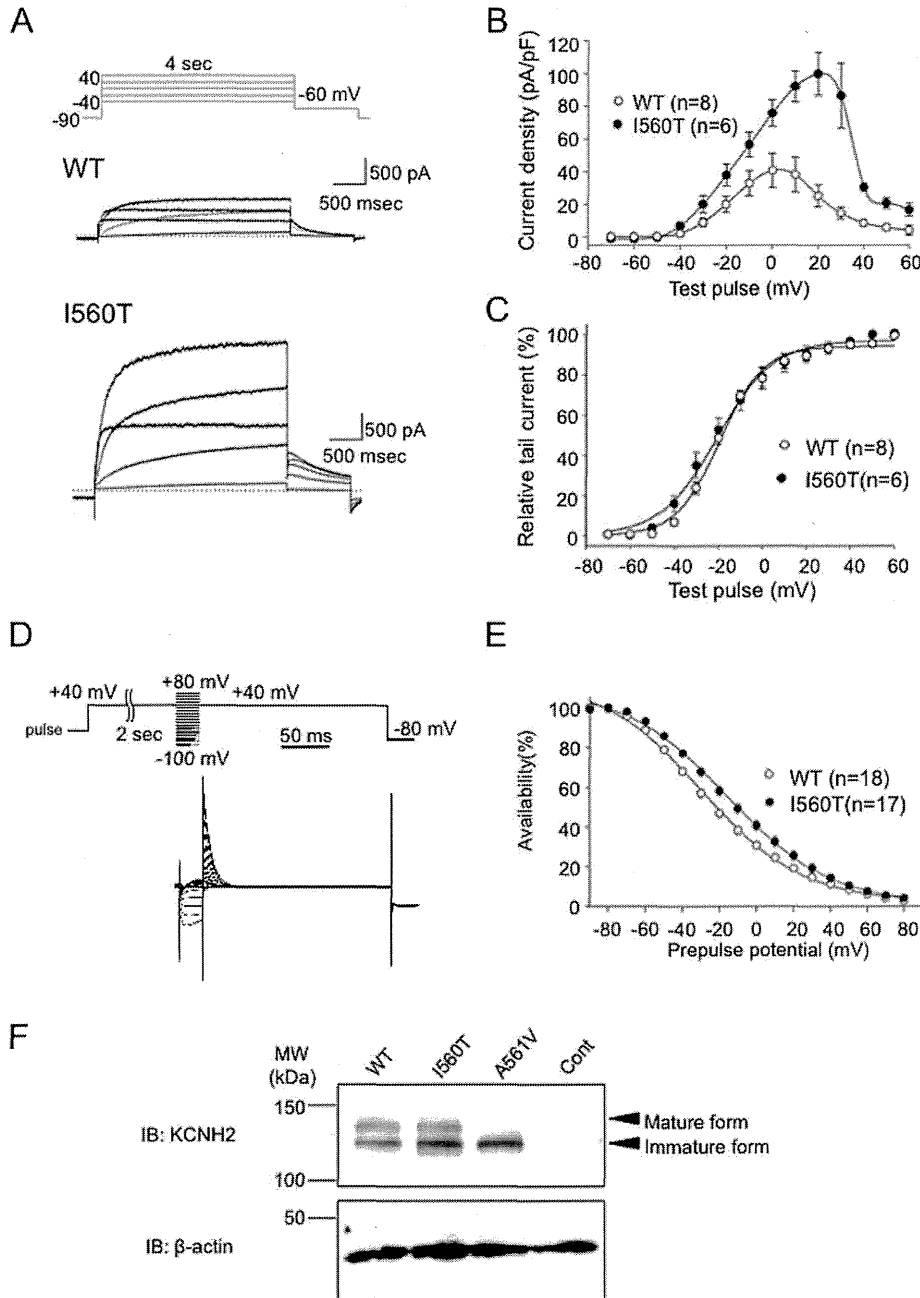 A
4 sec
40
-40
-90
-60 mV
WT
500 pA
500 msec
I560T
500 pA
500 msec
B
Current density (pA/pF)
120
100
80
60
40
20
0
WT (n=8)
I560T (n=6)
-80 -60 -40 -20 0 20 40 60
Test pulse (mV)
C
Relative tail current (%)
100
80
60
40
20
0
WT (n=8)
I560T(n=6)
-80 -60 -40 -20 0 20 40 60
Test pulse (mV)
D
+40 mV
+80 mV
+40 mV
pulse
2 sec
50 ms
-80 mV
-100 mV
E
Availability(%)
100
80
60
40
20
0
WT (n=18)
I560T(n=17)
-80 -60 -40 -20 0 20 40 60 80
Prepulse potential (mV)
F
MW
(kDa)
WT
I560T
A561V
Cont
150
IB: KCNH2
Mature form
Immature form
100
50
*
IB: β-actin